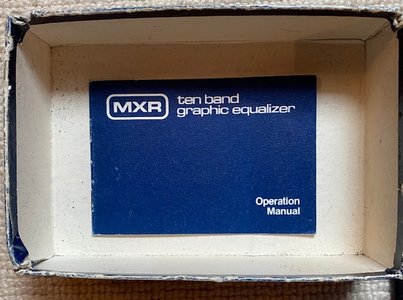 MXR
ten band
graphic equalizer
Operation
Manual